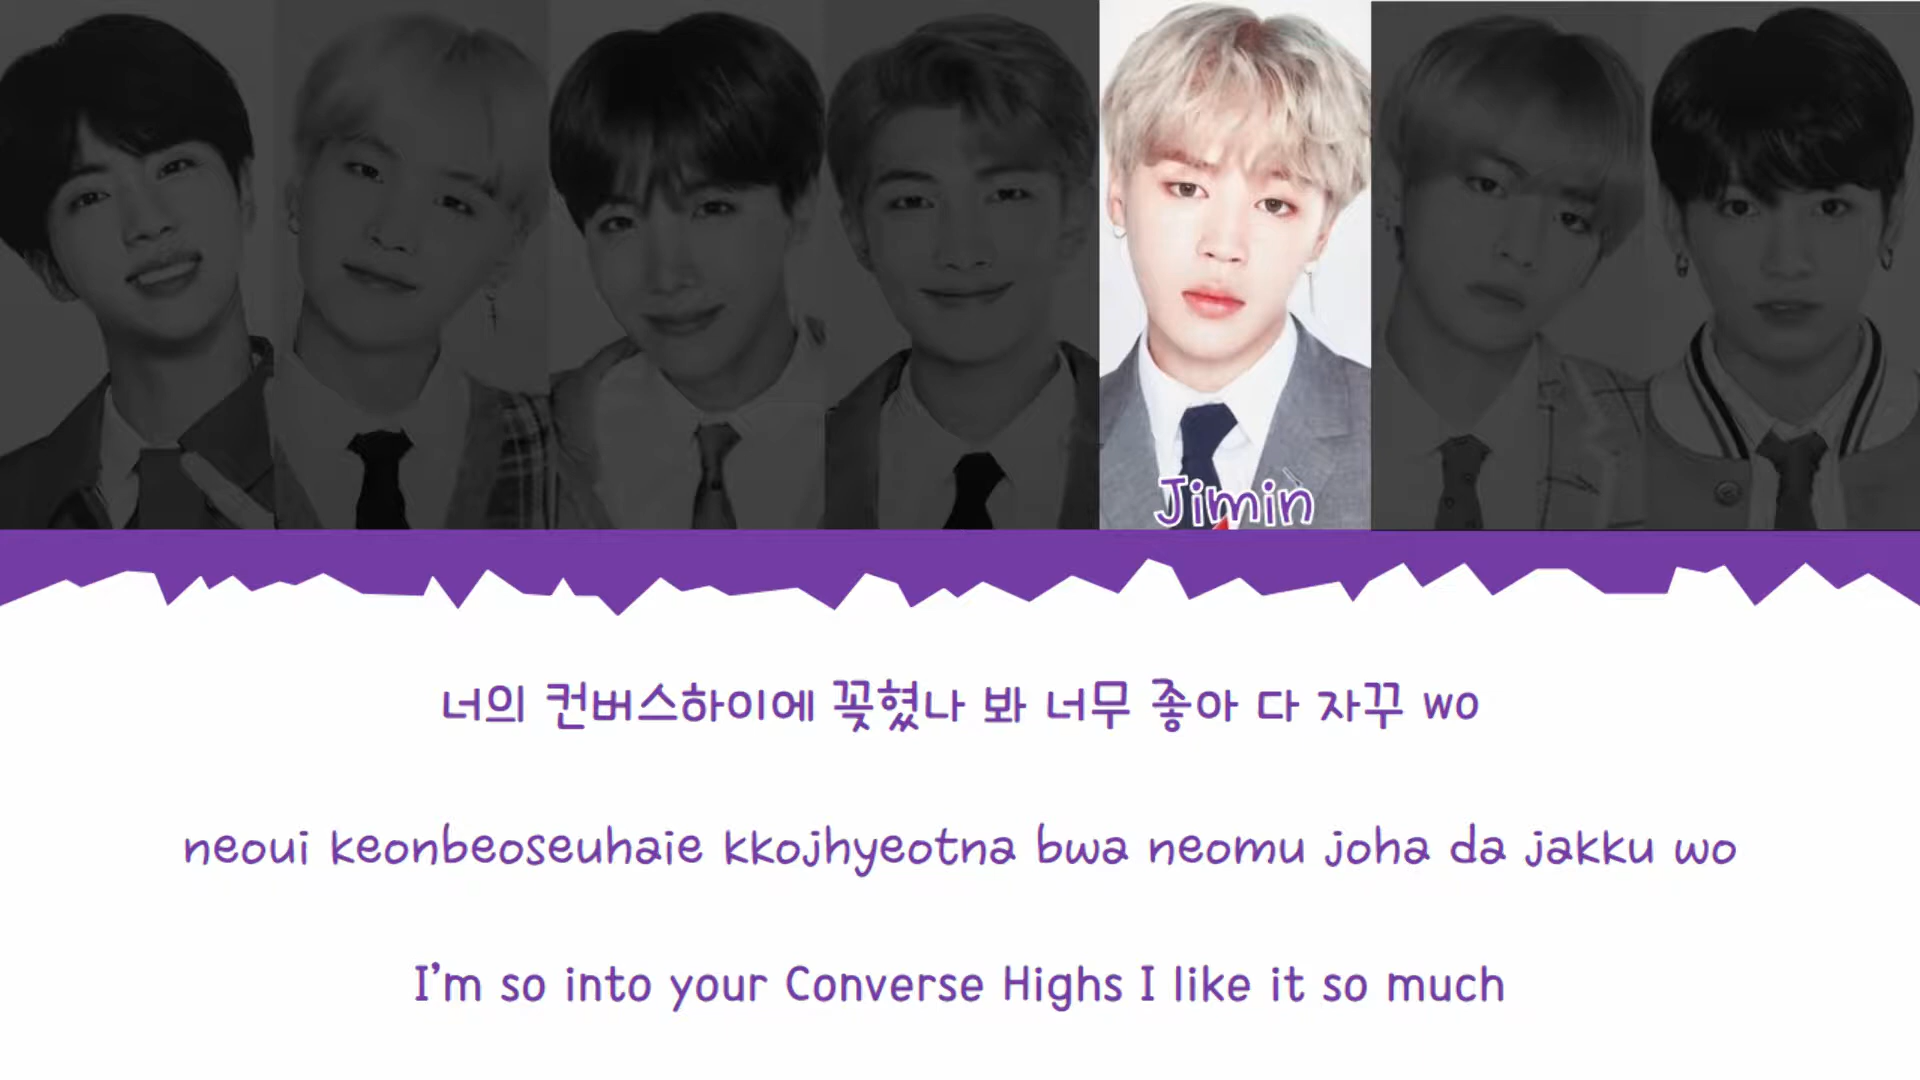 Jimin
너의 컨버스하이에 꽂혔나 봐 너무 좋아 다 자꾸 wo
neoui keonbeoseuhaie kkojhyeotna bwa neomu joha da jakku wo
I'm so into your Converse Highs I like it so much